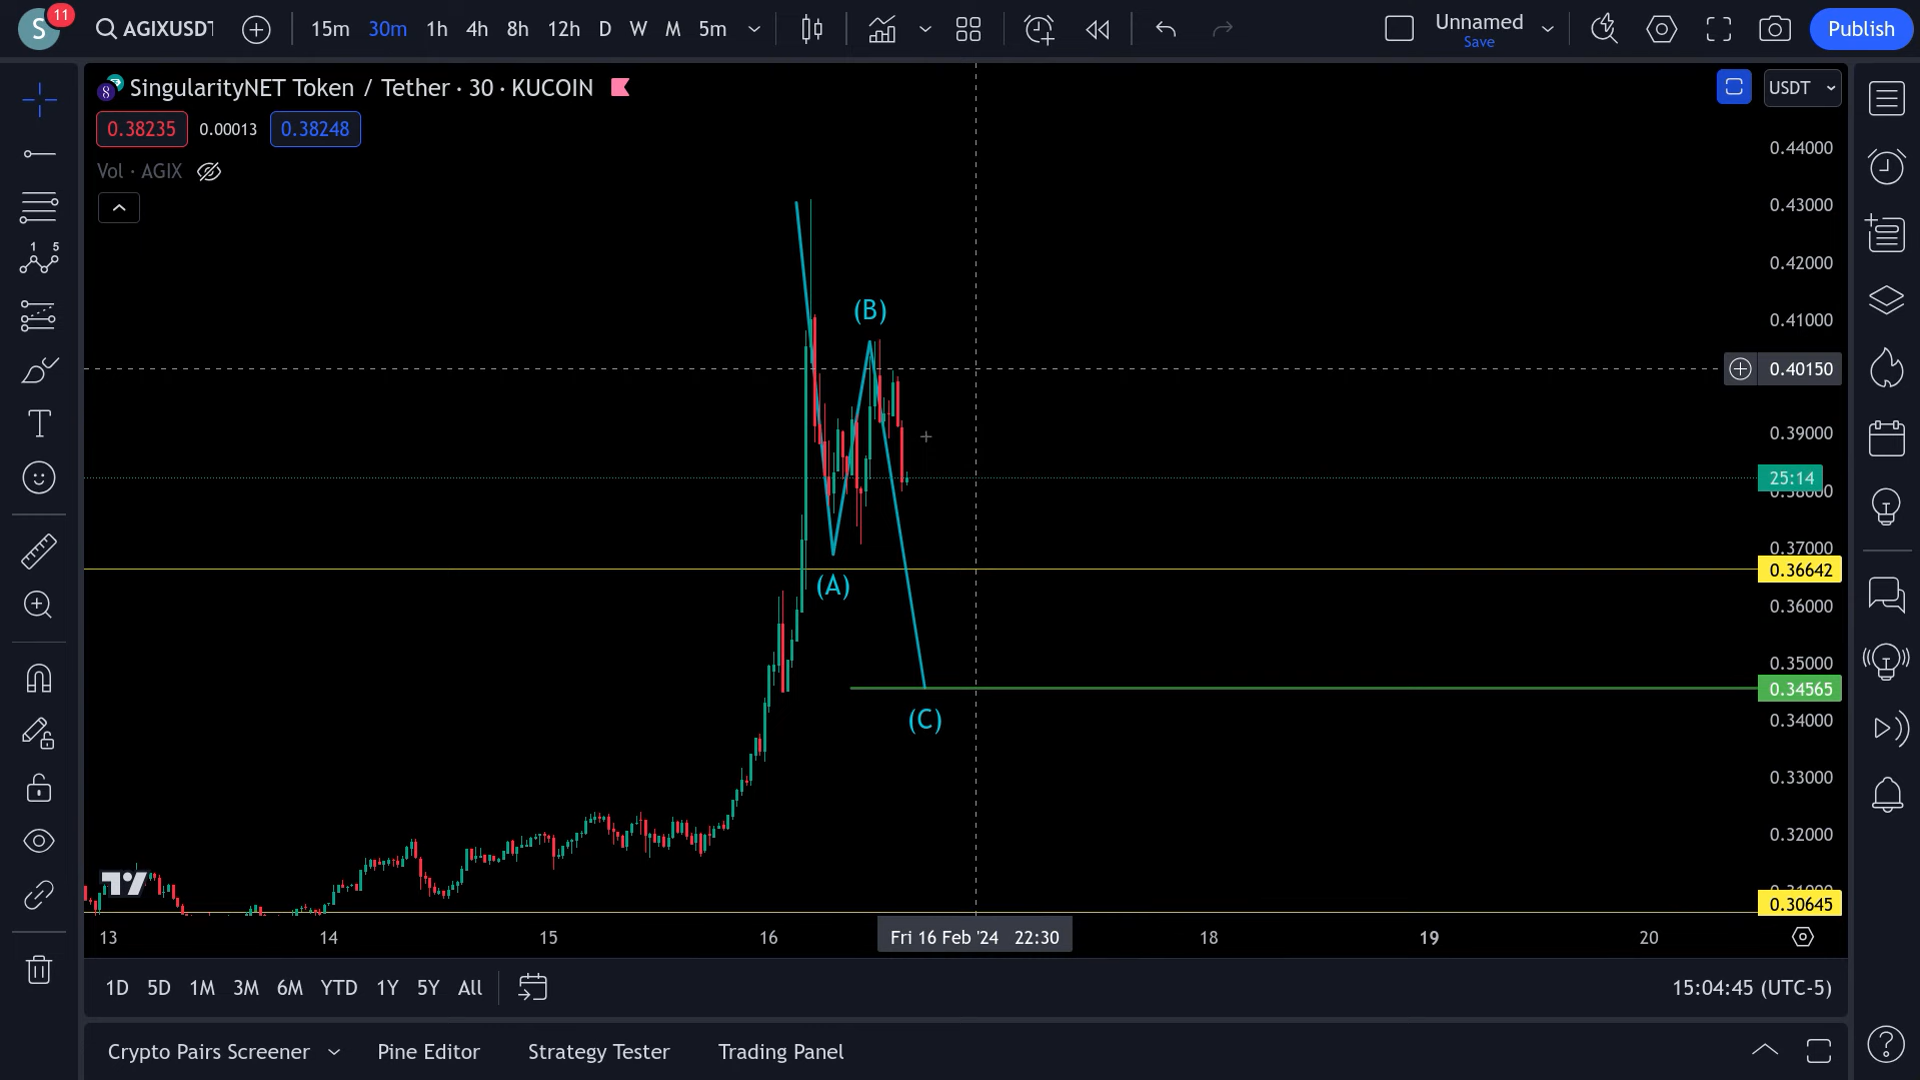 S
11
AGIXUSDT
15m 30m 1h 4h 8h 12h D W M 5m
Unnamed
Save
Publish
SingularityNET Token / Tether · 30 · KUCOIN
USDT
0.38235 0.00013 0.38248
Vol · AGIX
0.44000
0.43000
0.42000
0.41000
0.40150
0.39000
25:14
0.38000
0.37000
0.36642
0.36000
0.35000
0.34565
0.34000
0.33000
0.32000
0.31000
0.30645
(B)
(A)
(C)
1 5
13 14 15 16 Fri 16 Feb '24 22:30 18 19 20
1D 5D 1M 3M 6M YTD 1Y 5Y All
15:04:45 (UTC-5)
Crypto Pairs Screener Pine Editor Strategy Tester Trading Panel